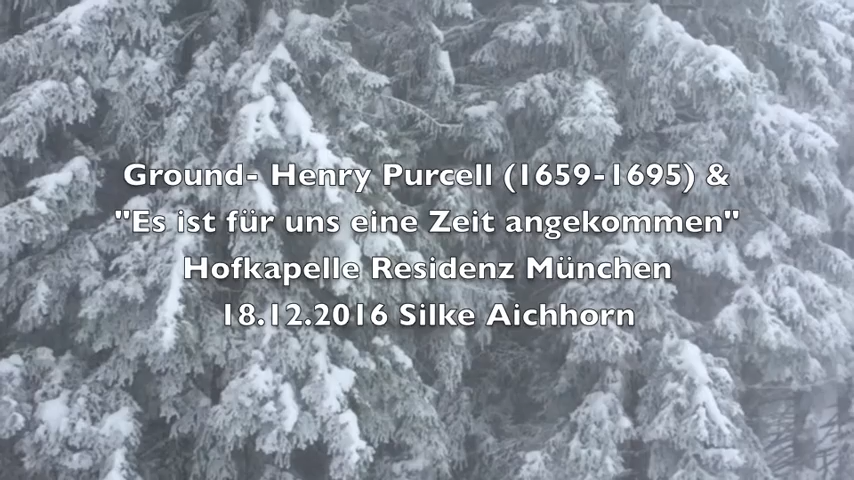 Ground- Henry Purcell (1659-1695) &
"Es ist für uns eine Zeit angekommen"
Hofkapelle Residenz München
18.12.2016 Silke Aichhorn